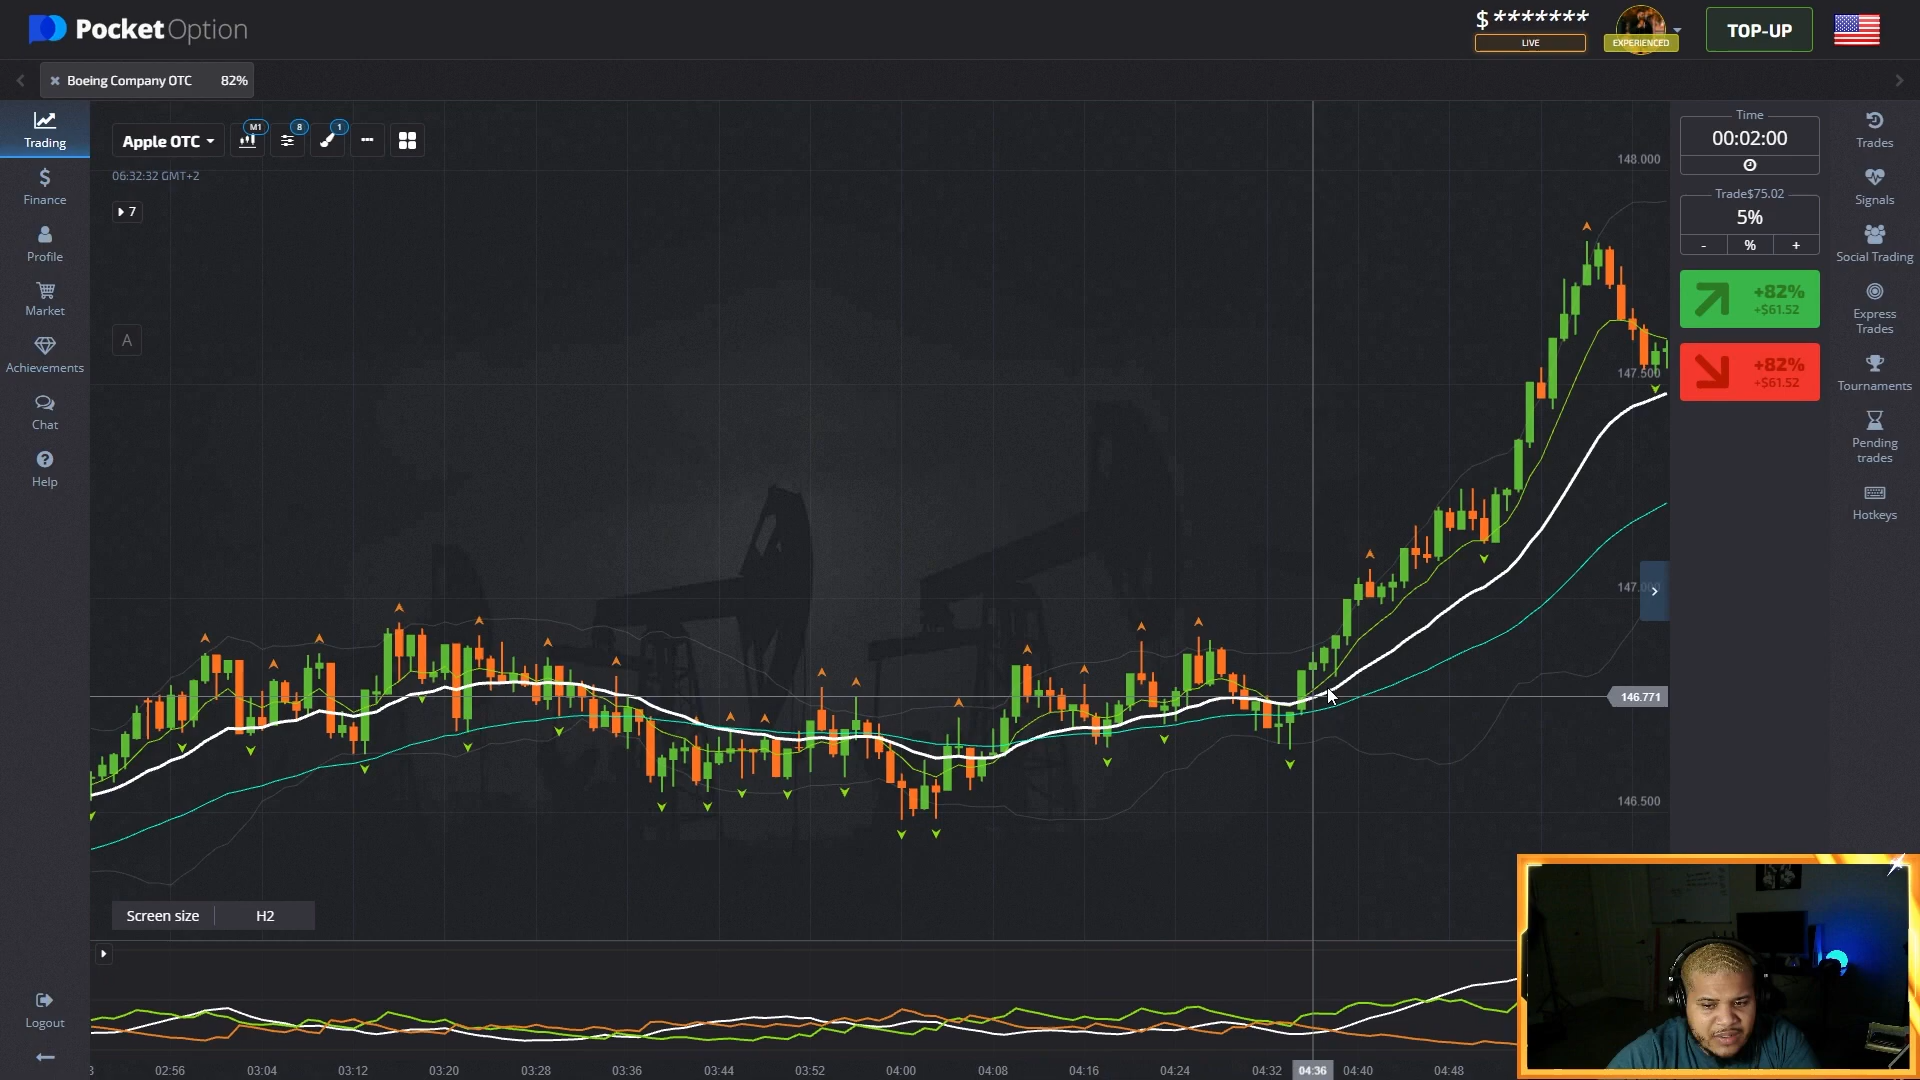 PocketOption
$*******
LIVE
EXPERIENCED
TOP-UP
Boeing Company OTC 82%
Trading
Finance
Profile
Market
Achievements
Chat
Help
Logout
Apple OTC
M1
8
1
06:32:32 GMT+2
7
A
148.000
147.500
147.000
146.771
146.500
Screen size H2
02:56 03:04 03:12 03:20 03:28 03:36 03:44 03:52 04:00 04:08 04:16 04:24 04:32 04:36 04:40 04:48
Time
00:02:00
Trade$75.02
5%
- % +
+82%
+$61.52
+82%
+$61.52
Trades
Signals
Social Trading
Express
Trades
Tournaments
Pending
trades
Hotkeys